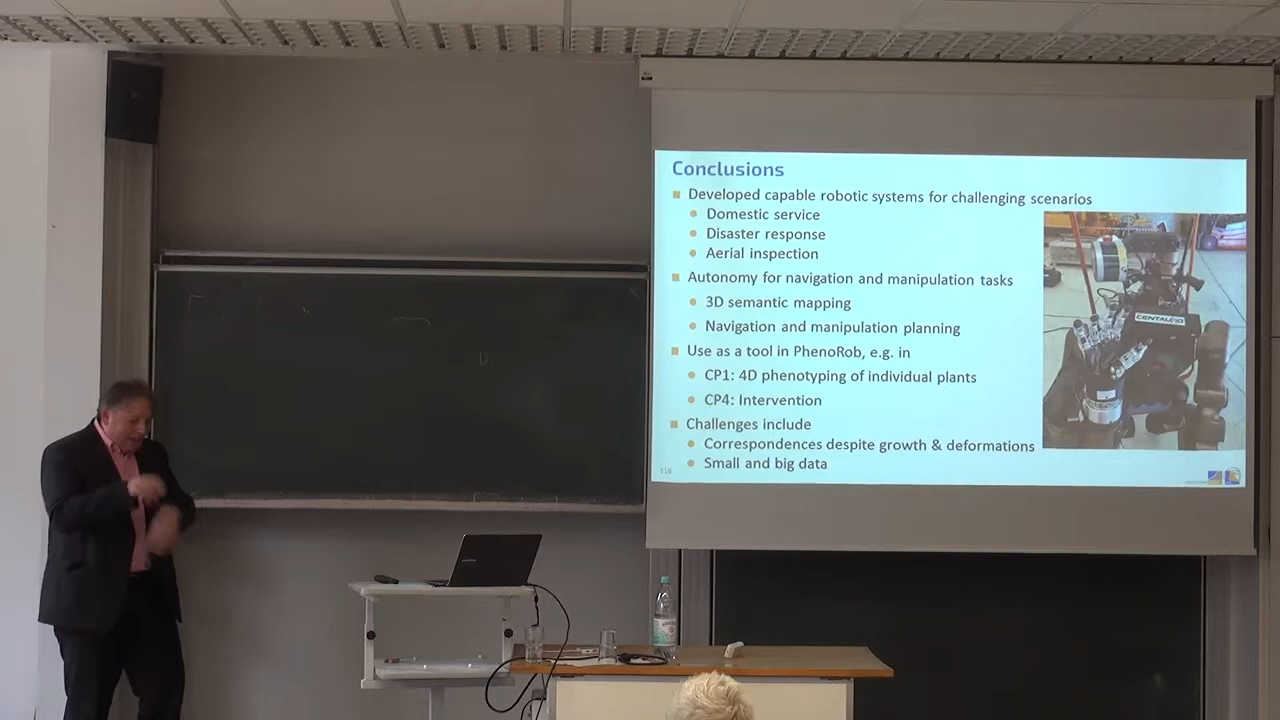 Conclusions
Developed capable robotic systems for challenging scenarios
Domestic service
Disaster response
Aerial inspection
Autonomy for navigation and manipulation tasks
3D semantic mapping
Navigation and manipulation planning
Use as a tool in PhenoRob, e.g. in
CP1: 4D phenotyping of individual plants
CP4: Intervention
Challenges include
Correspondences despite growth & deformations
Small and big data
116
CENTAURO